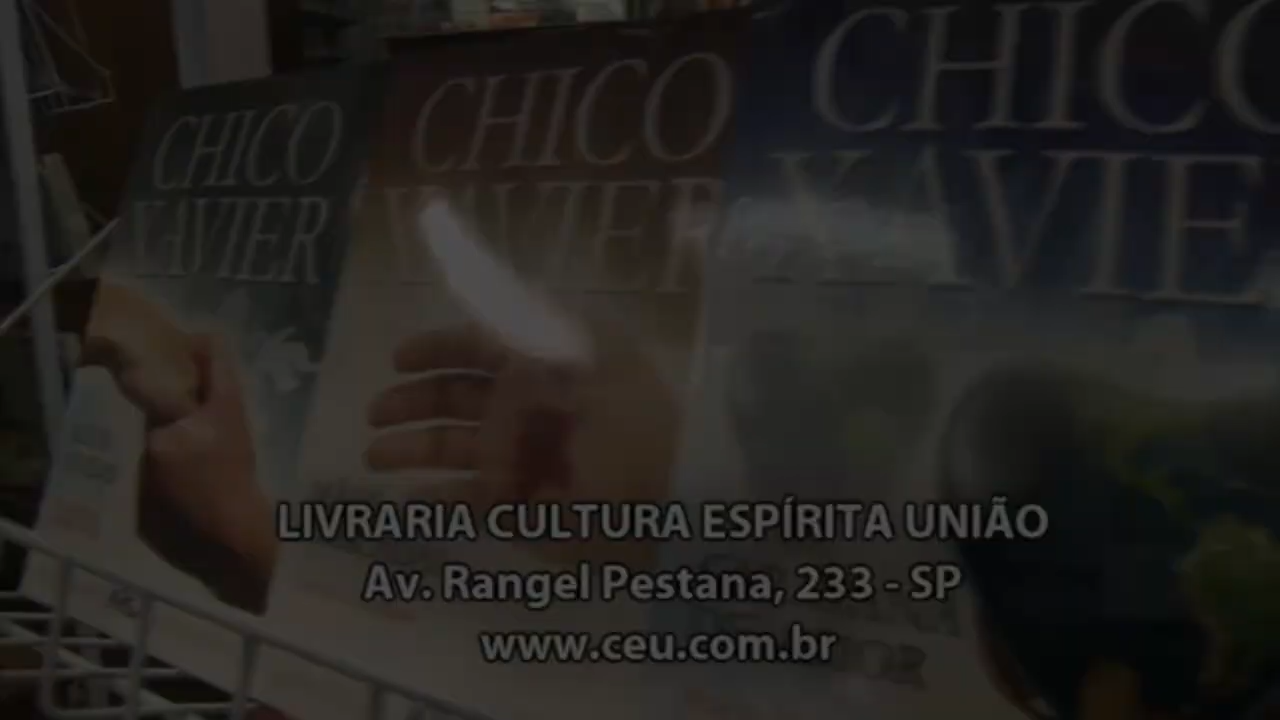 CHICO
XAVIER
CHICO
XAVIER
CHICO
XAVIER
LIVRARIA CULTURA ESPÍRITA UNIÃO
Av. Rangel Pestana, 233 - SP
www.ceu.com.br